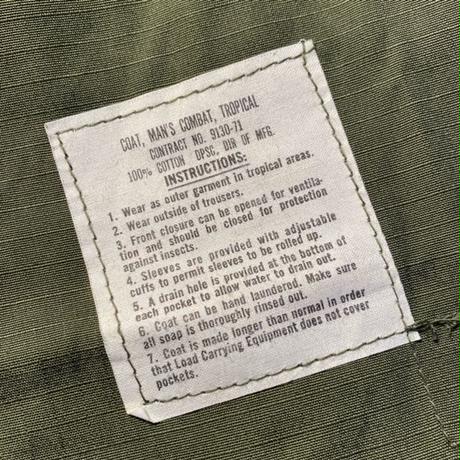 COAT, MAN'S COMBAT, TROPICAL
CONTRACT NO. 9130-71
100% COTTON DPSC, DIR OF MFG.
INSTRUCTIONS:
1. Wear as outer garment in tropical areas.
2. Wear outside of trousers.
3. Front closure can be opened for ventila-
tion and should be closed for protection
against insects.
4. Sleeves are provided with adjustable
cuffs to permit sleeves to be rolled up.
5. A drain hole is provided at the bottom of
each pocket to allow water to drain out.
6. Coat can be hand laundered. Make sure
all soap is thoroughly rinsed out.
7. Coat is made longer than normal in order
that Load Carrying Equipment does not cover
pockets.